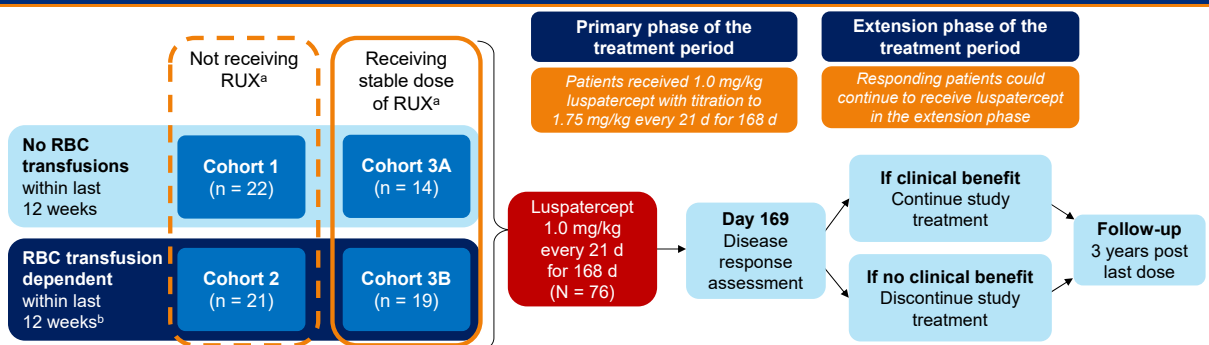 Not receiving
RUXᵃ
Receiving
stable dose
of RUXᵃ
No RBC
transfusions
within last
12 weeks
Cohort 1
(n = 22)
Cohort 3A
(n = 14)
RBC transfusion
dependent
within last
12 weeksᵇ
Cohort 2
(n = 21)
Cohort 3B
(n = 19)
Primary phase of the
treatment period
Patients received 1.0 mg/kg
luspatercept with titration to
1.75 mg/kg every 21 d for 168 d
Extension phase of the
treatment period
Responding patients could
continue to receive luspatercept
in the extension phase
Luspatercept
1.0 mg/kg
every 21 d
for 168 d
(N = 76)
Day 169
Disease
response
assessment
If clinical benefit
Continue study
treatment
If no clinical benefit
Discontinue study
treatment
Follow-up
3 years post
last dose